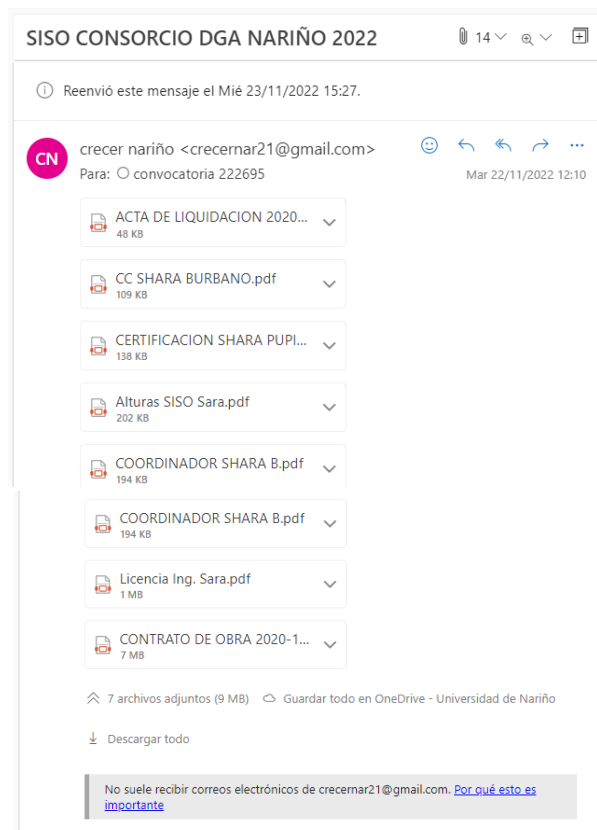 SISO CONSORCIO DGA NARIÑO 2022
14
Reenvió este mensaje el Mié 23/11/2022 15:27.
CN
crecer nariño <crecernar21@gmail.com>
Para: convocatoria 222695
Mar 22/11/2022 12:10
ACTA DE LIQUIDACION 2020...
48 KB
CC SHARA BURBANO.pdf
109 KB
CERTIFICACION SHARA PUPI...
138 KB
Alturas SISO Sara.pdf
202 KB
COORDINADOR SHARA B.pdf
194 KB
COORDINADOR SHARA B.pdf
194 KB
Licencia Ing. Sara.pdf
1 MB
CONTRATO DE OBRA 2020-1...
7 MB
7 archivos adjuntos (9 MB) Guardar todo en OneDrive - Universidad de Nariño
Descargar todo
No suele recibir correos electrónicos de crecernar21@gmail.com. Por qué esto es
importante